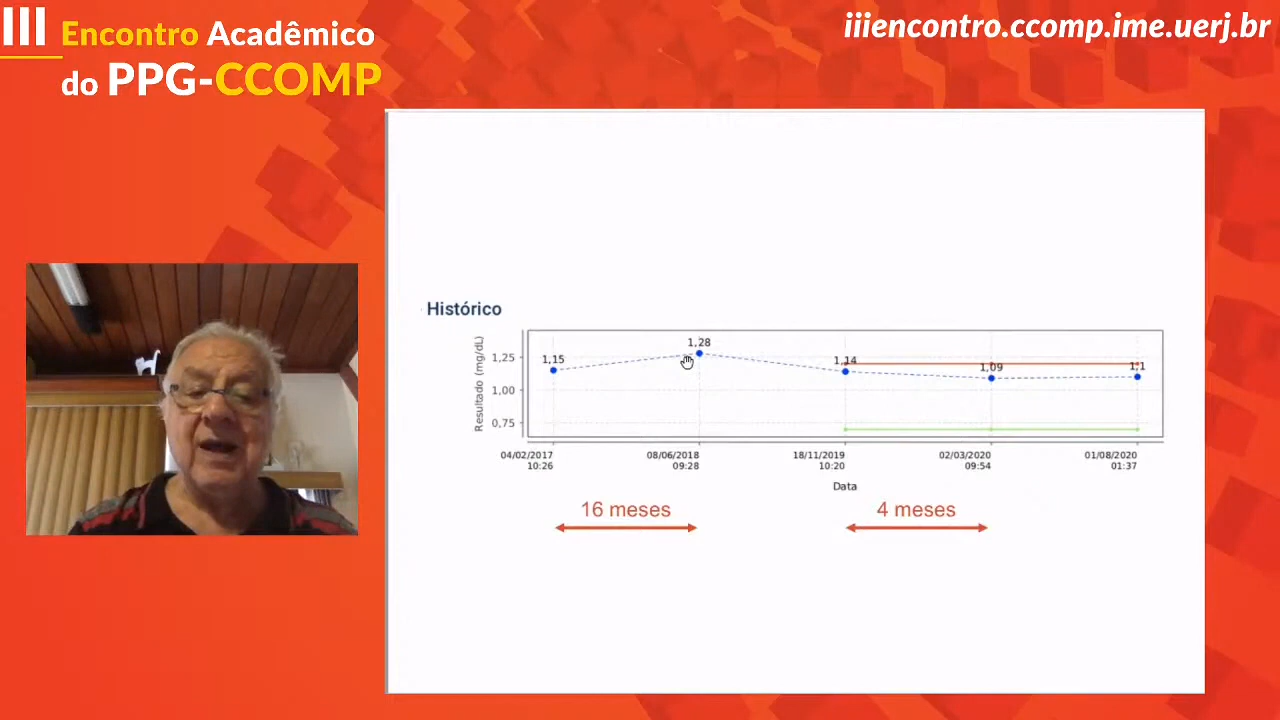 III Encontro Acadêmico
do PPG-CCOMP
iiiencontro.ccomp.ime.uerj.br
Histórico
Resultado (mg/dL)
1,25
1,00
0,75
1,15
1,28
1,14
1,09
1,1
04/02/2017
10:26
08/06/2018
09:28
18/11/2019
10:20
02/03/2020
09:54
01/08/2020
01:37
Data
16 meses
4 meses